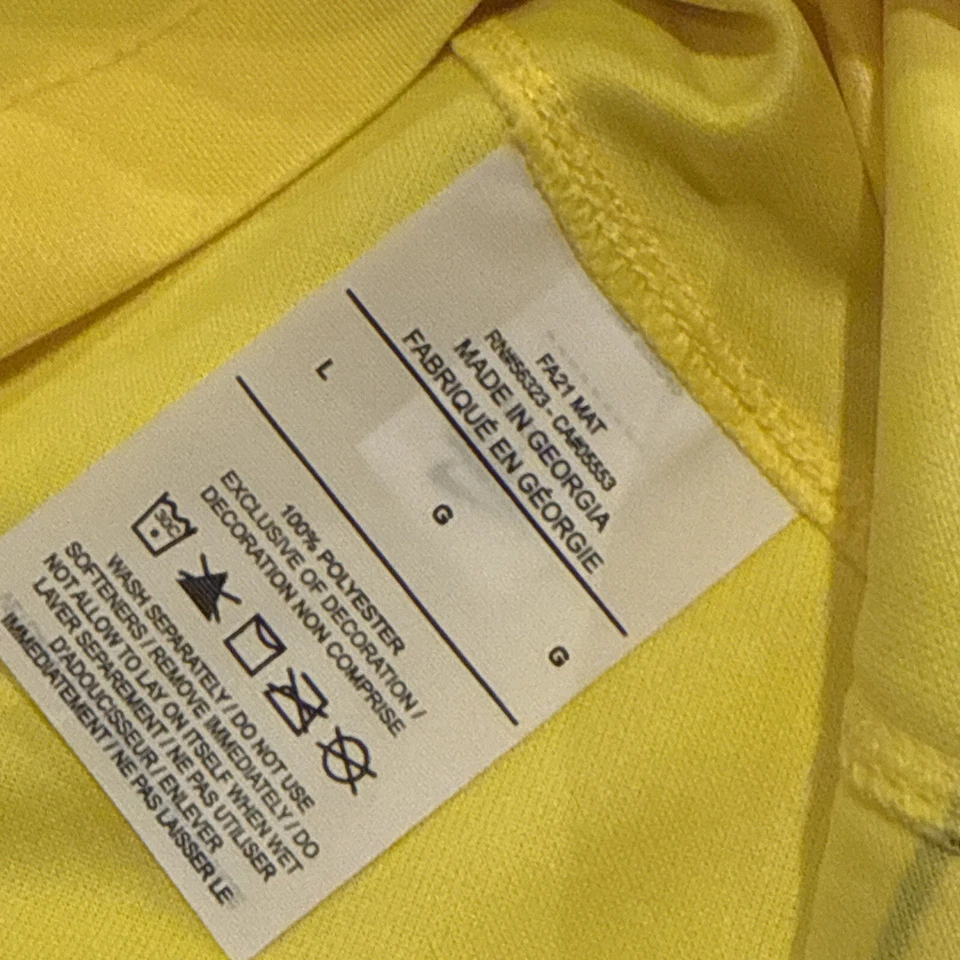 FA21 MAT
RN#56323 - CA#05553
MADE IN GEORGIA
FABRIQUÉ EN GÉORGIE
L G G
100% POLYESTER
EXCLUSIVE OF DECORATION /
DECORATION NON COMPRISE
WASH SEPARATELY / DO NOT USE
SOFTENERS / REMOVE IMMEDIATELY / DO
NOT ALLOW TO LAY ON ITSELF WHEN WET
LAVER SEPAREMENT / NE PAS UTILISER
D'ADOUCISSEUR / ENLEVER
IMMEDIATEMENT / NE PAS LAISSER LE